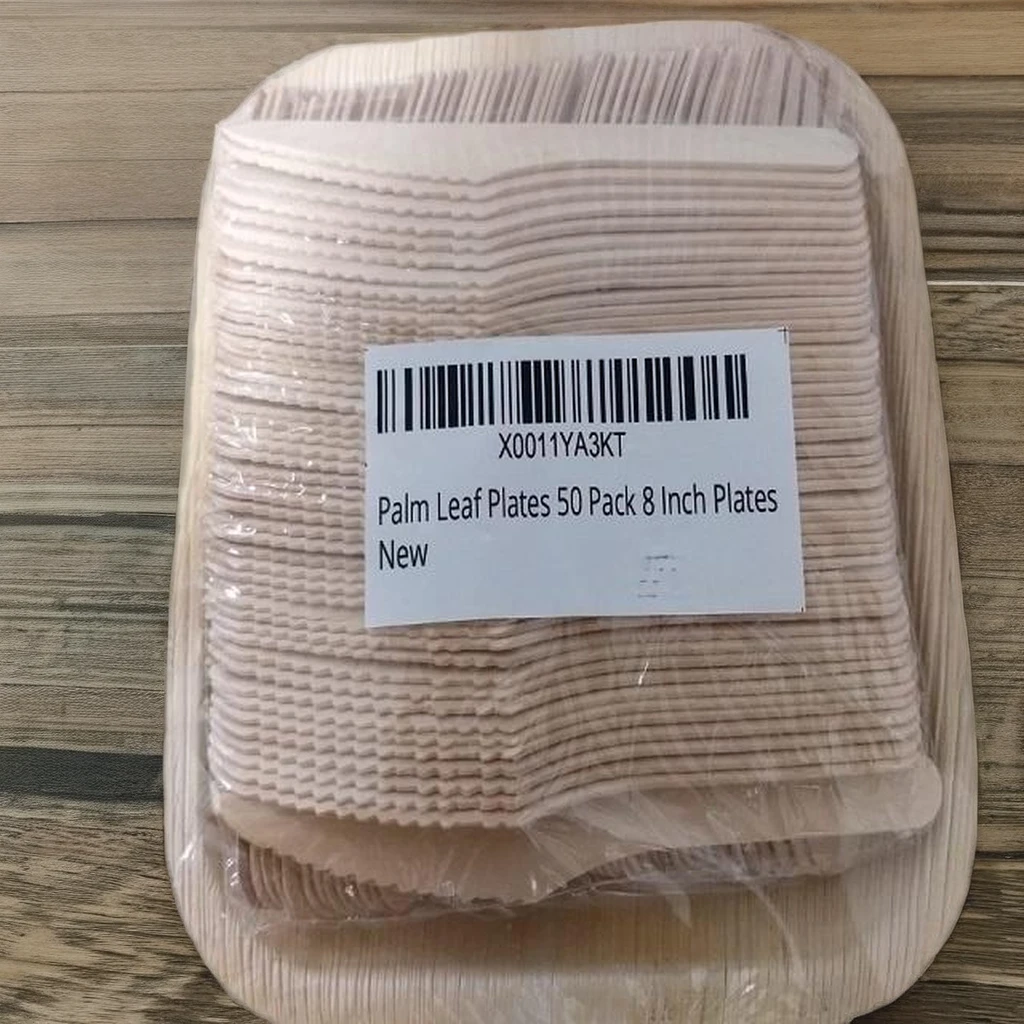 X0011YA3KT
Palm Leaf Plates 50 Pack 8 Inch Plates
New